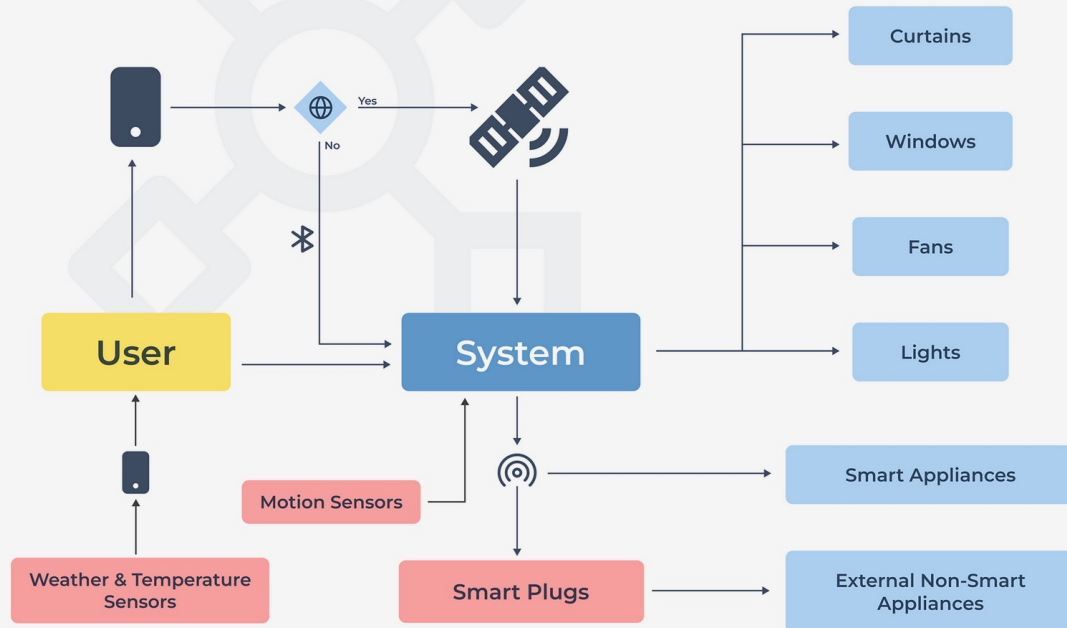 Curtains
Yes
Windows
No
Fans
User
System
Lights
Smart Appliances
Motion Sensors
Weather & Temperature
Sensors
Smart Plugs
External Non-Smart
Appliances